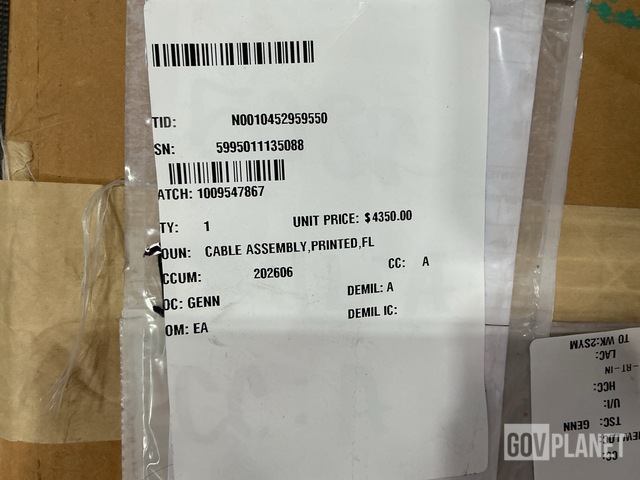 TID: N0010452959550
SN: 5995011135088
ATCH: 1009547867
TY: 1 UNIT PRICE: $4350.00
OUN: CABLE ASSEMBLY,PRINTED,FL
CCUM: 202606 CC: A
OC: GENN DEMIL: A
OM: EA DEMIL IC:
TO WK:2SYM
LAC:
- RT-IN
HCC:
U/I:
TSC: GENN
CC:
GOVPLANET